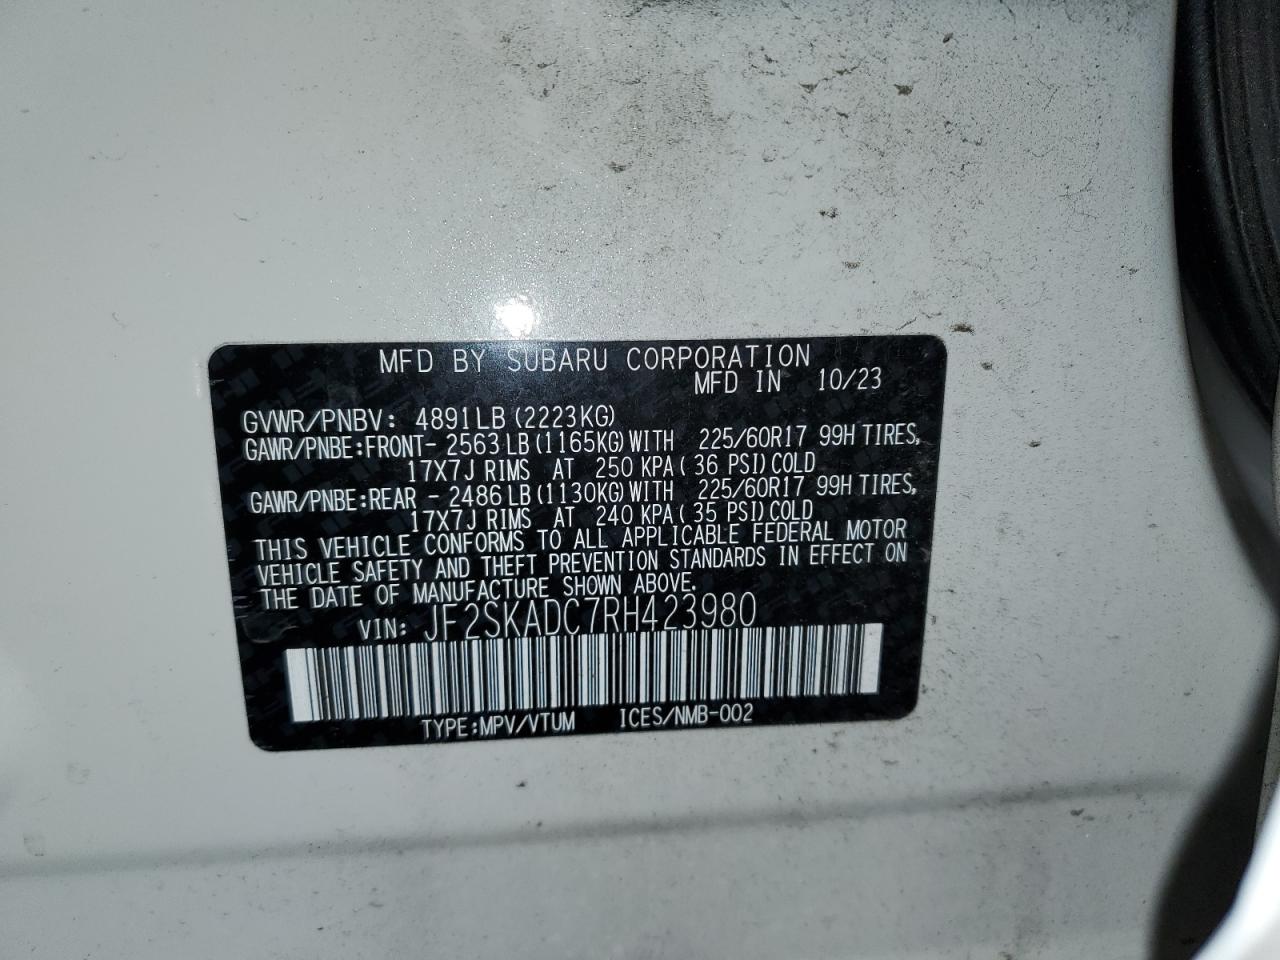 MFD BY SUBARU CORPORATION
MFD IN 10/23
GVWR/PNBV: 4891LB(2223KG)
GAWR/PNBE:FRONT- 2563LB(1165KG)WITH 225/60R17 99H TIRES,
17X7J RIMS AT 250 KPA( 36 PSI)COLD
GAWR/PNBE:REAR - 2486LB(1130KG)WITH 225/60R17 99H TIRES,
17X7J RIMS AT 240 KPA( 35 PSI)COLD
THIS VEHICLE CONFORMS TO ALL APPLICABLE FEDERAL MOTOR
VEHICLE SAFETY AND THEFT PREVENTION STANDARDS IN EFFECT ON
THE DATE OF MANUFACTURE SHOWN ABOVE.
VIN: JF2SKADC7RH423980
TYPE:MPV/VTUM ICES/NMB-002